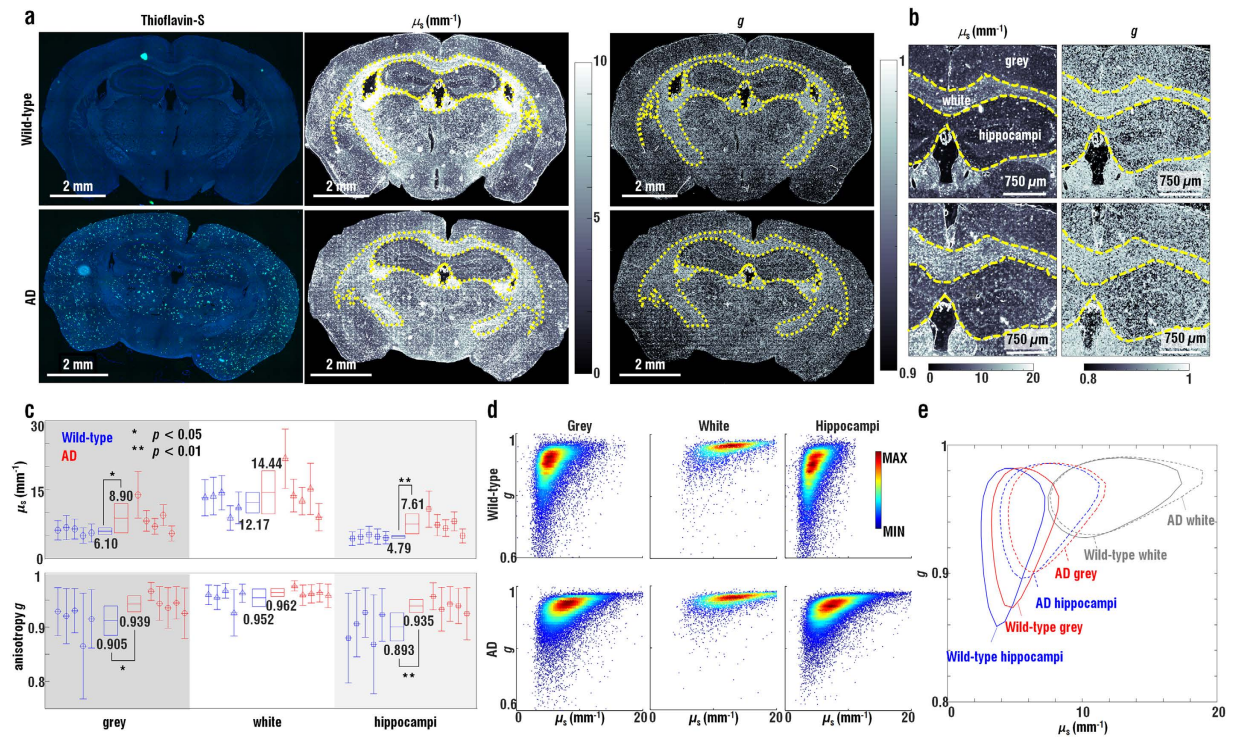 a
Thioflavin-S
μs (mm-1)
g
Wild-type
2 mm
2 mm
2 mm
10
5
0
1
0.9
AD
2 mm
2 mm
2 mm
b
μs (mm-1)
g
grey
white
hippocampi
750 μm
750 μm
750 μm
750 μm
0 10 20
0.8 1
c
30
15
0
μs (mm-1)
Wild-type
AD
* p < 0.05
** p < 0.01
*
8.90
6.10
14.44
12.17
**
7.61
4.79
1
0.9
0.8
anisotropy g
0.939
0.905
*
0.962
0.952
0.935
0.893
**
grey
white
hippocampi
d
Grey
White
Hippocampi
Wild-type
g
1
0.6
MAX
MIN
AD
g
1
0.6
0 μs (mm-1) 20
0 μs (mm-1) 20
0 μs (mm-1) 20
e
1
0.9
0.8
g
AD white
Wild-type white
AD grey
AD hippocampi
Wild-type grey
Wild-type hippocampi
0 10 20
μs (mm-1)